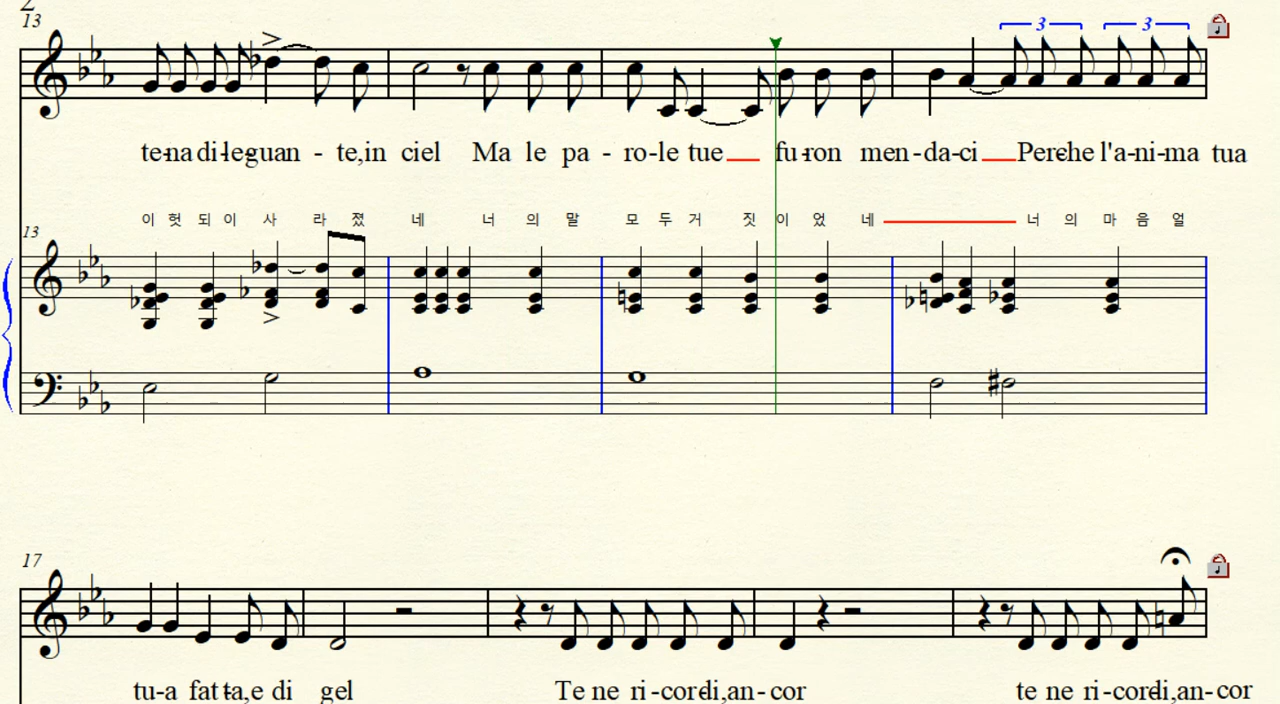 2
13
3 3
te-na di-le-guan - te,in ciel Ma le pa - ro-le tue fu-ron men-da-ci Perche l'a-ni-ma tua
이 헛 되 이 사 라 졌 네 너 의 말 모 두 거 짓 이 었 네 너 의 마 음 얼
13
17
tu-a fat-ta,e di gel Te ne ri-cor-di,an-cor te ne ri-cor-di,an-cor